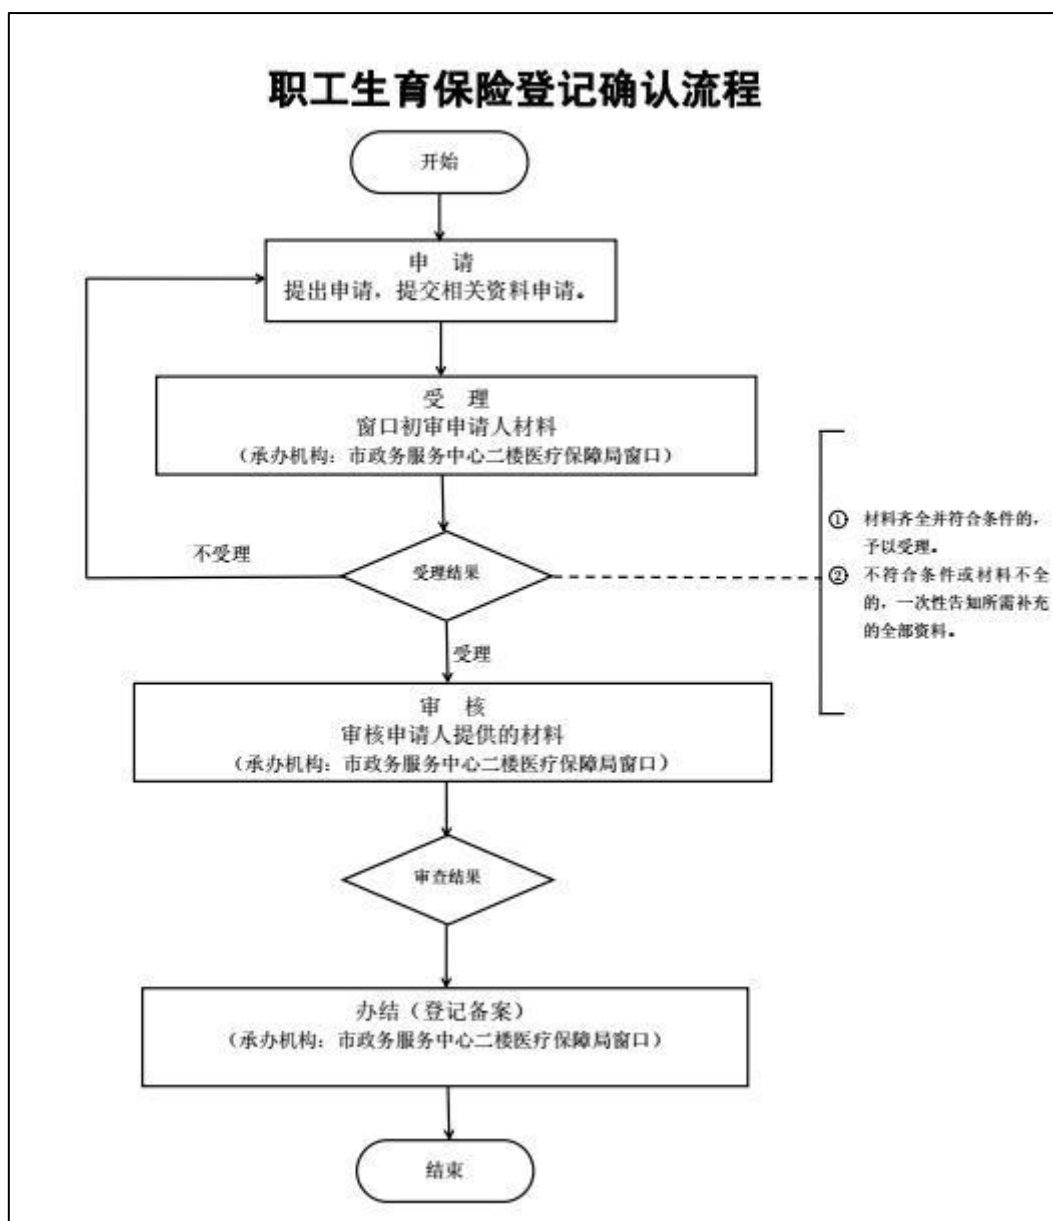 职工生育保险登记确认流程
开始
申 请
提出申请，提交相关资料申请。
受 理
窗口初审申请人材料
（承办机构：市政务服务中心二楼医疗保障局窗口）
不受理
受理结果
① 材料齐全并符合条件的，
予以受理。
② 不符合条件或材料不全
的，一次性告知所需补充
的全部资料。
受理
审 核
审核申请人提供的材料
（承办机构：市政务服务中心二楼医疗保障局窗口）
审查结果
办结（登记备案）
（承办机构：市政务服务中心二楼医疗保障局窗口）
结束